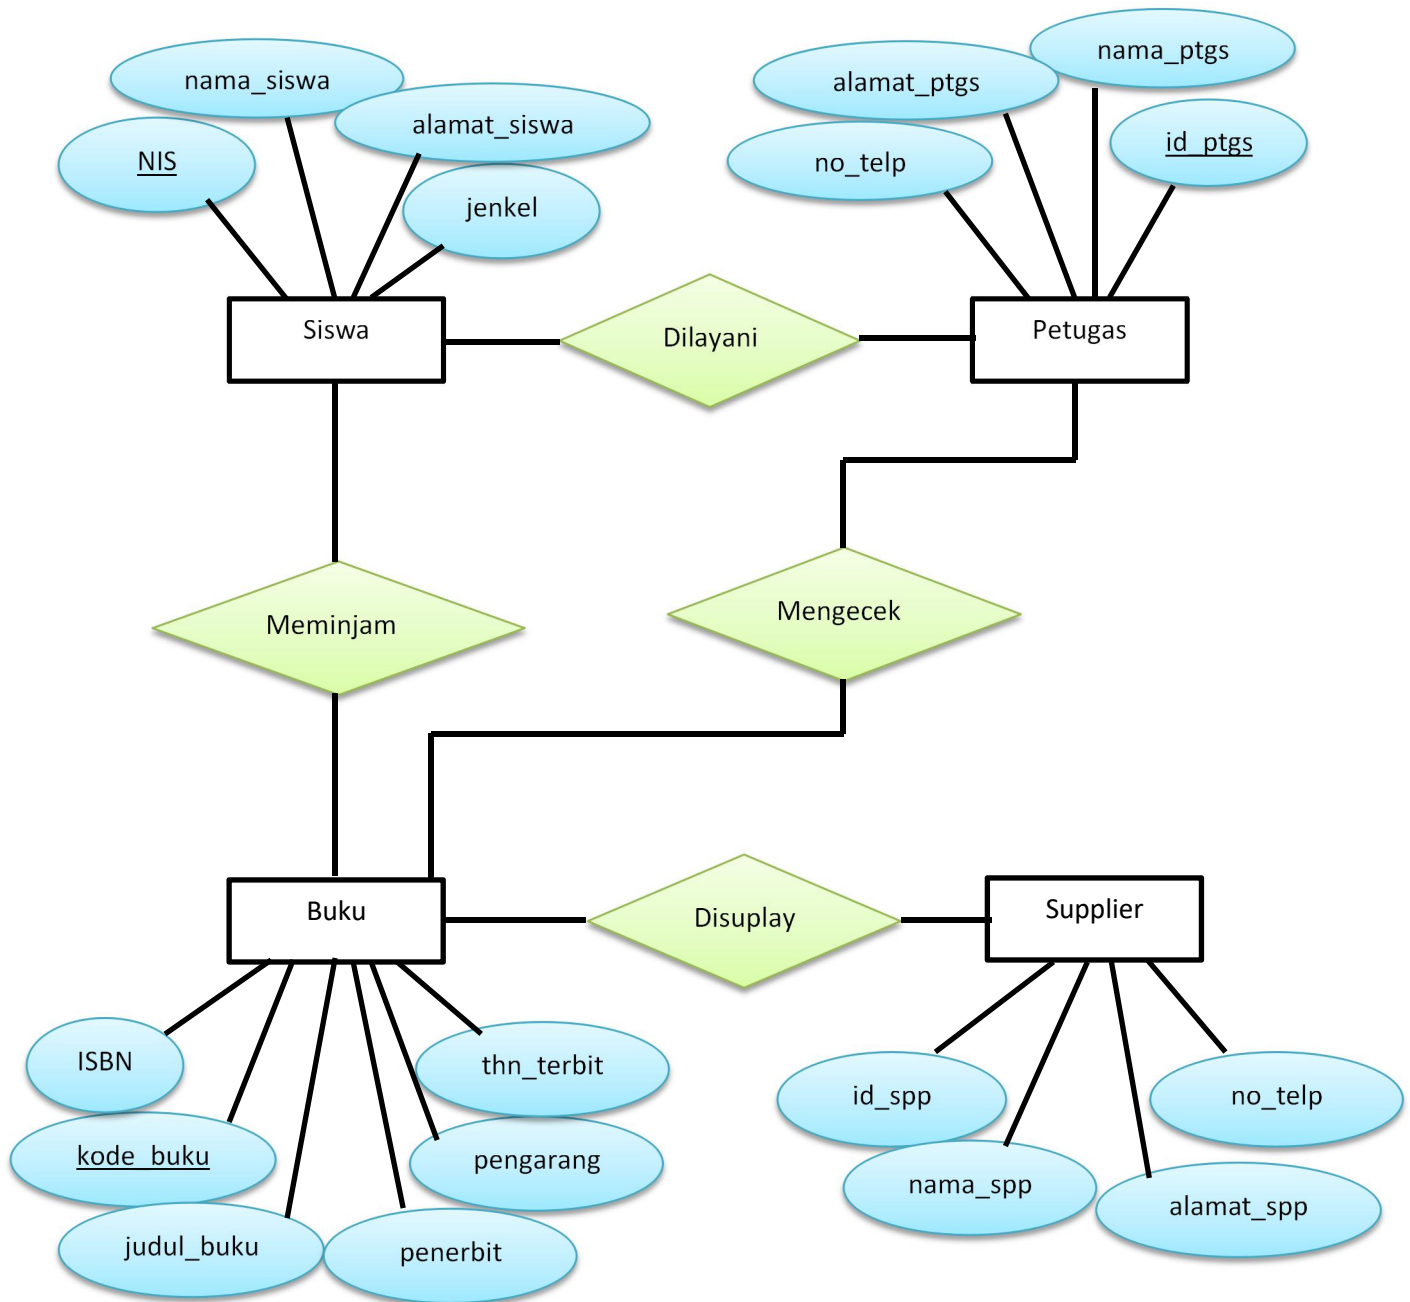 nama_siswa
alamat_siswa
NIS
jenkel
nama_ptgs
alamat_ptgs
id_ptgs
no_telp
Siswa
Dilayani
Petugas
Meminjam
Mengecek
Buku
Disuplay
Supplier
ISBN
thn_terbit
kode_buku
pengarang
judul_buku
penerbit
id_spp
no_telp
nama_spp
alamat_spp